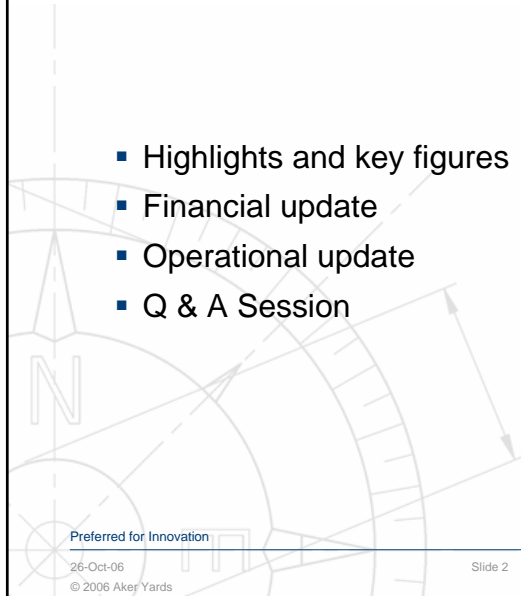 ▪ Highlights and key figures
▪ Financial update
▪ Operational update
▪ Q & A Session
N
E
Preferred for Innovation
26-Oct-06
Slide 2
© 2006 Aker Yards